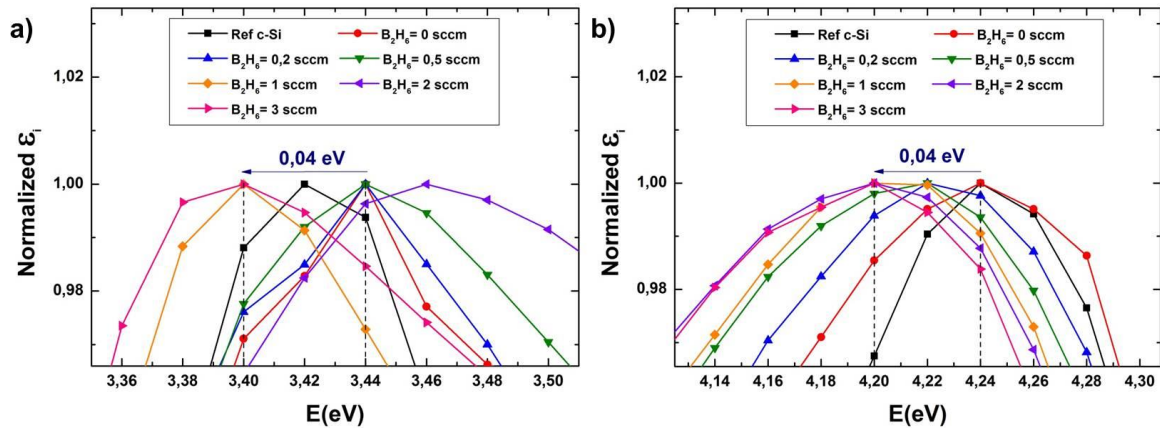 a)
Normalized εᵢ
1,02
1,00
0,98
Ref c-Si
B₂H₆= 0 sccm
B₂H₆= 0,2 sccm
B₂H₆= 0,5 sccm
B₂H₆= 1 sccm
B₂H₆= 2 sccm
B₂H₆= 3 sccm
0,04 eV
3,36 3,38 3,40 3,42 3,44 3,46 3,48 3,50
E(eV)
b)
Normalized εᵢ
1,02
1,00
0,98
Ref c-Si
B₂H₆= 0 sccm
B₂H₆= 0,2 sccm
B₂H₆= 0,5 sccm
B₂H₆= 1 sccm
B₂H₆= 2 sccm
B₂H₆= 3 sccm
0,04 eV
4,14 4,16 4,18 4,20 4,22 4,24 4,26 4,28 4,30
E(eV)